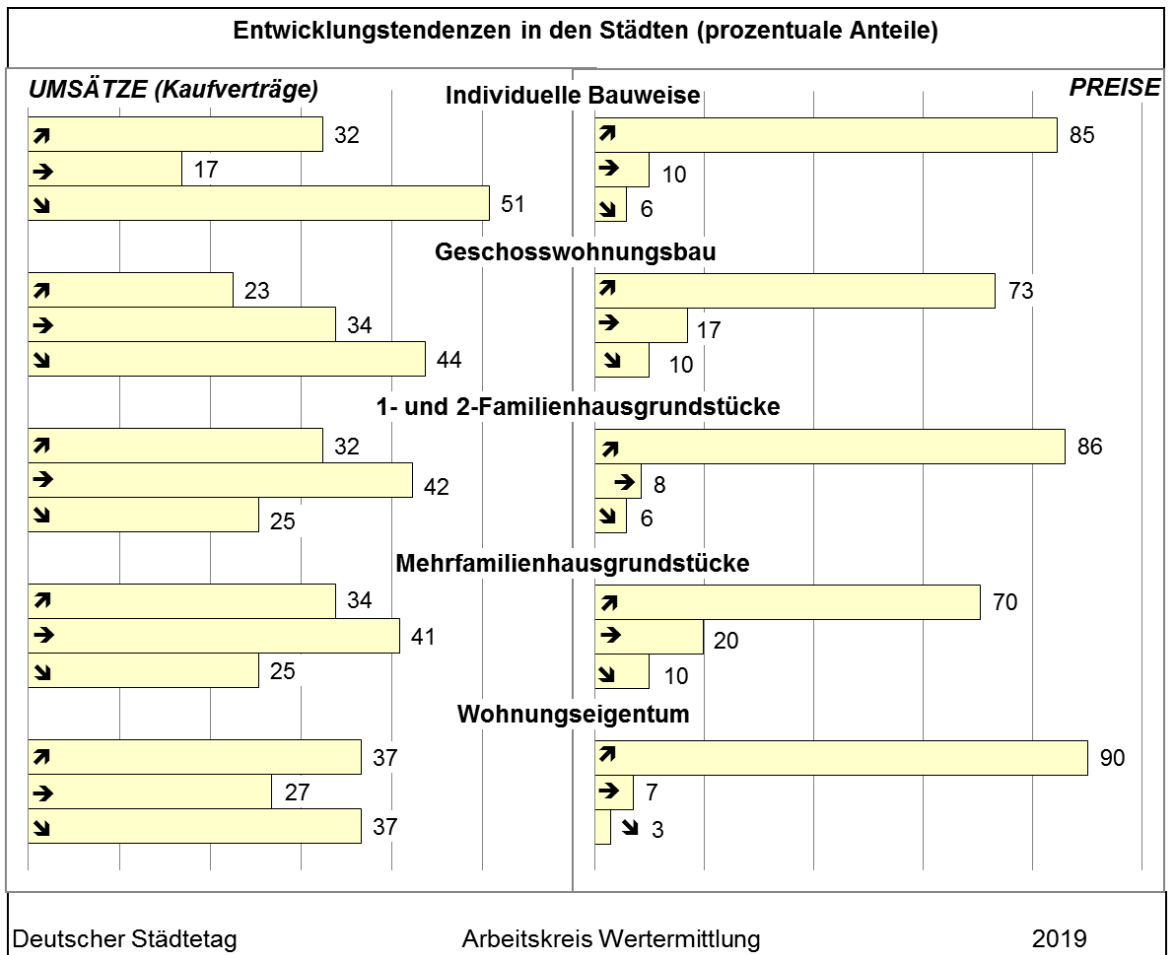 Entwicklungstendenzen in den Städten (prozentuale Anteile)
UMSÄTZE (Kaufverträge)
PREISE
Individuelle Bauweise
↗ 32 ↗ 85
→ 17 → 10
↘ 51 ↘ 6
Geschosswohnungsbau
↗ 23 ↗ 73
→ 34 → 17
↘ 44 ↘ 10
1- und 2-Familienhausgrundstücke
↗ 32 ↗ 86
→ 42 → 8
↘ 25 ↘ 6
Mehrfamilienhausgrundstücke
↗ 34 ↗ 70
→ 41 → 20
↘ 25 ↘ 10
Wohnungseigentum
↗ 37 ↗ 90
→ 27 → 7
↘ 37 ↘ 3
Deutscher Städtetag Arbeitskreis Wertermittlung 2019